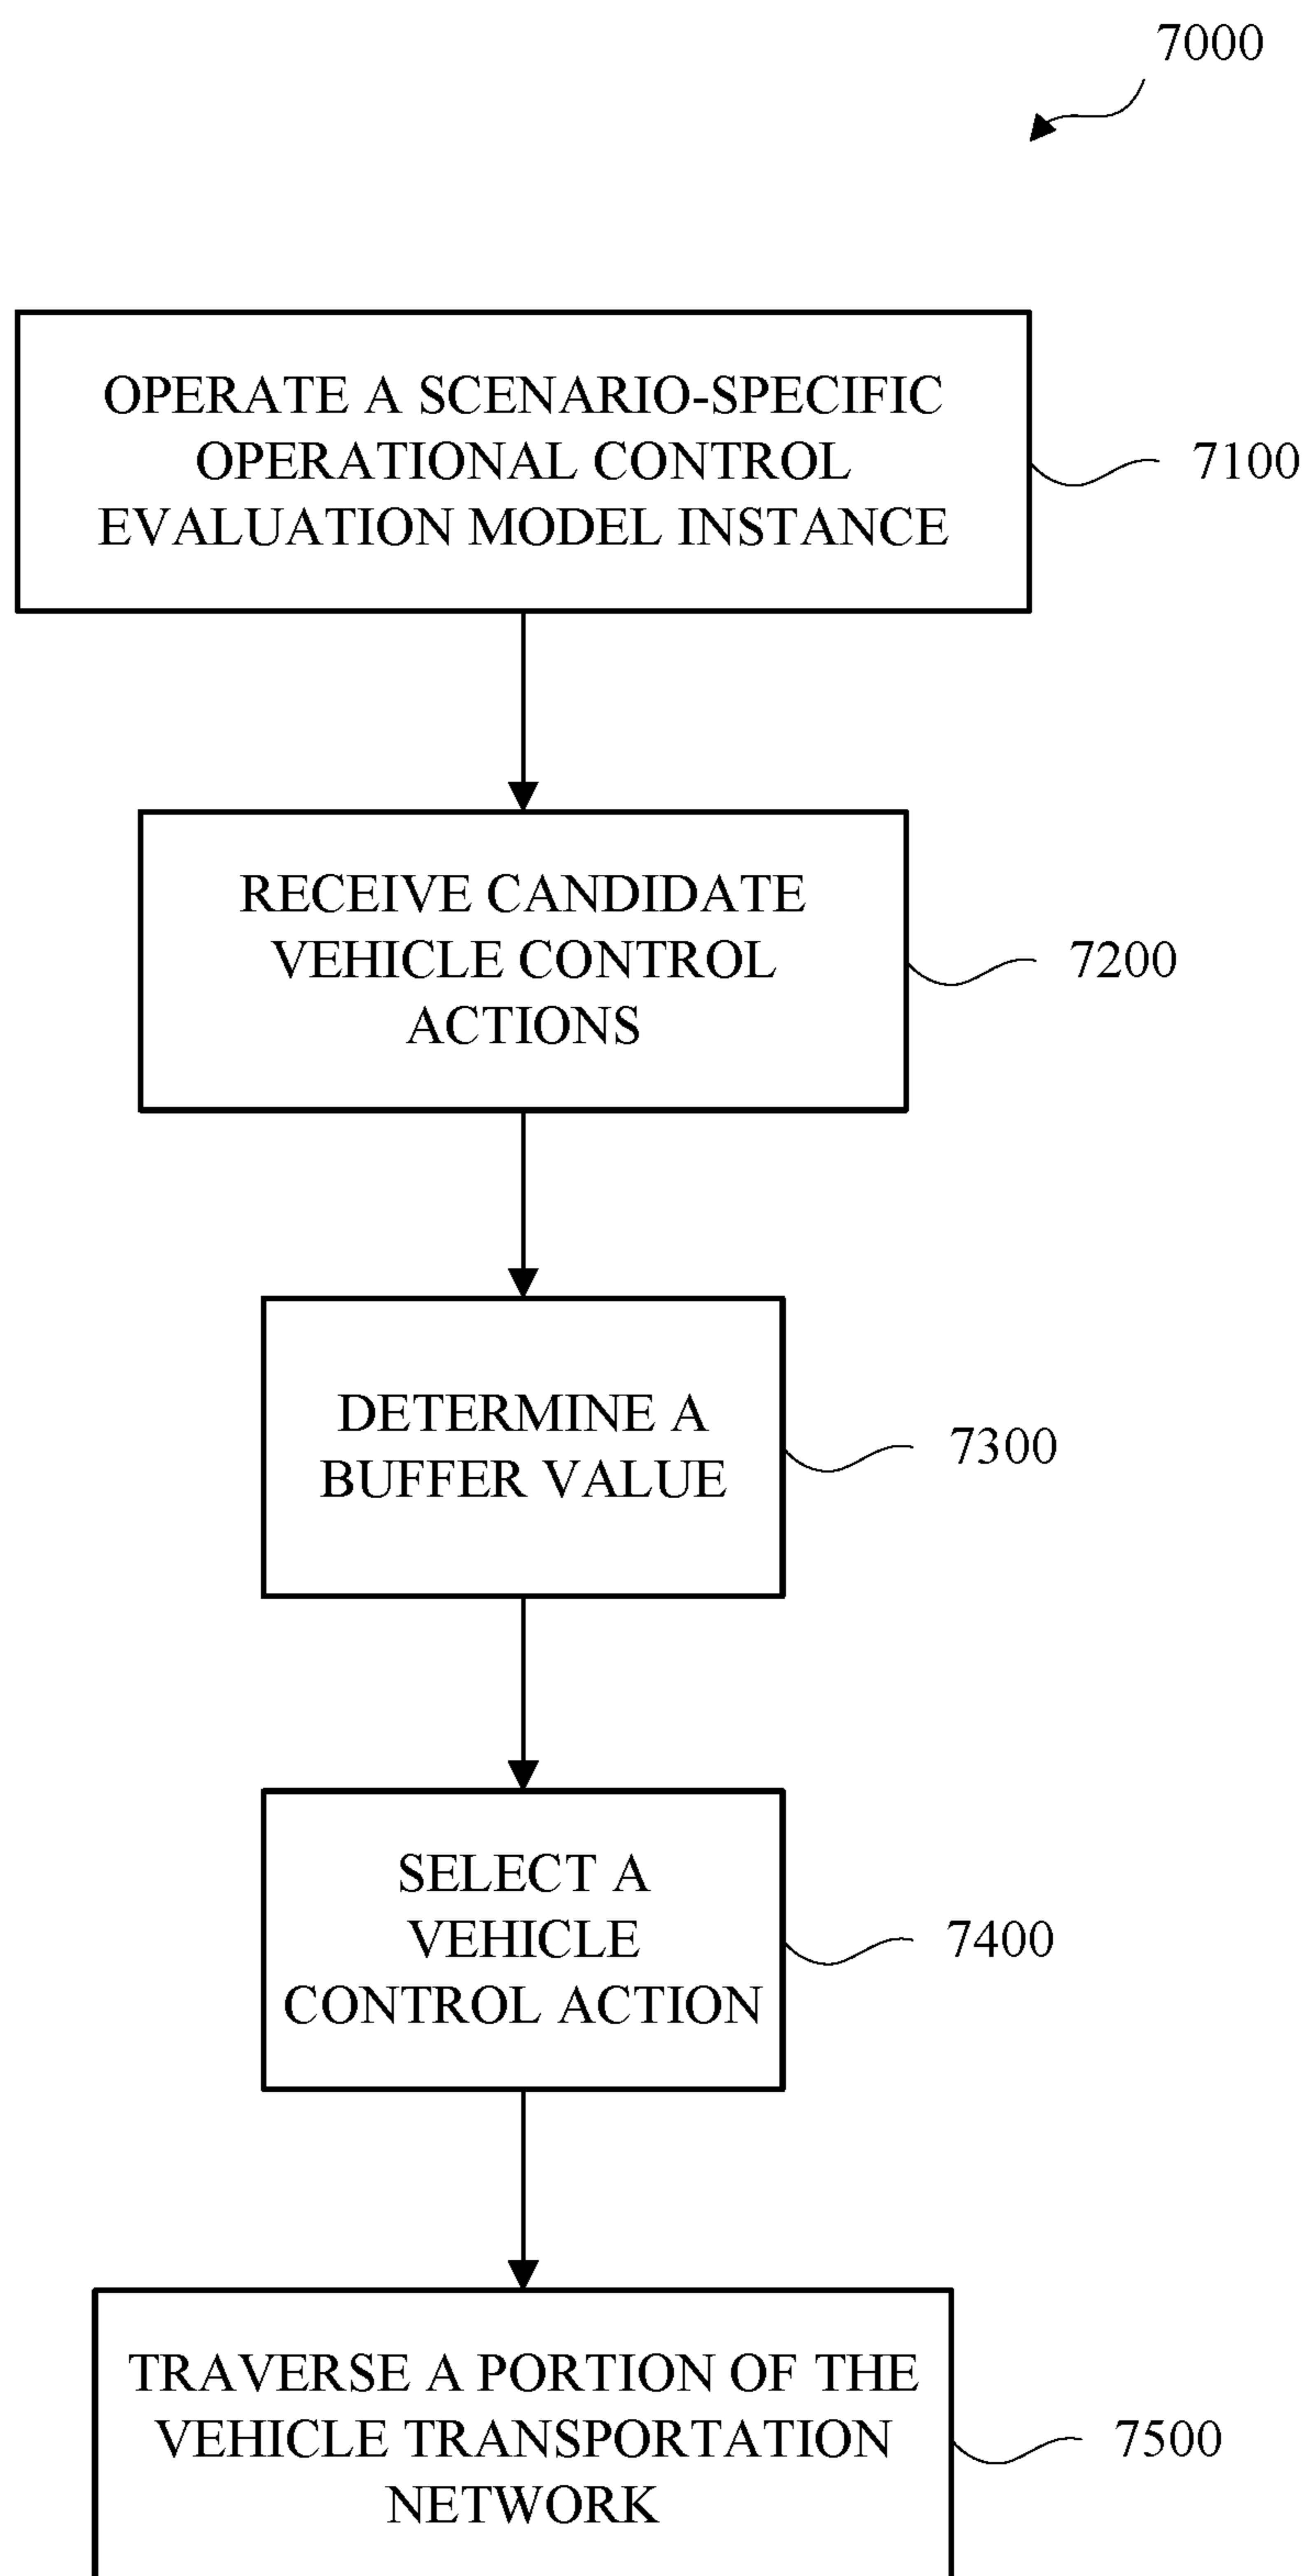 7000
OPERATE A SCENARIO-SPECIFIC
OPERATIONAL CONTROL
EVALUATION MODEL INSTANCE
7100
RECEIVE CANDIDATE
VEHICLE CONTROL
ACTIONS
7200
DETERMINE A
BUFFER VALUE
7300
SELECT A
VEHICLE
CONTROL ACTION
7400
TRAVERSE A PORTION OF THE
VEHICLE TRANSPORTATION
NETWORK
7500